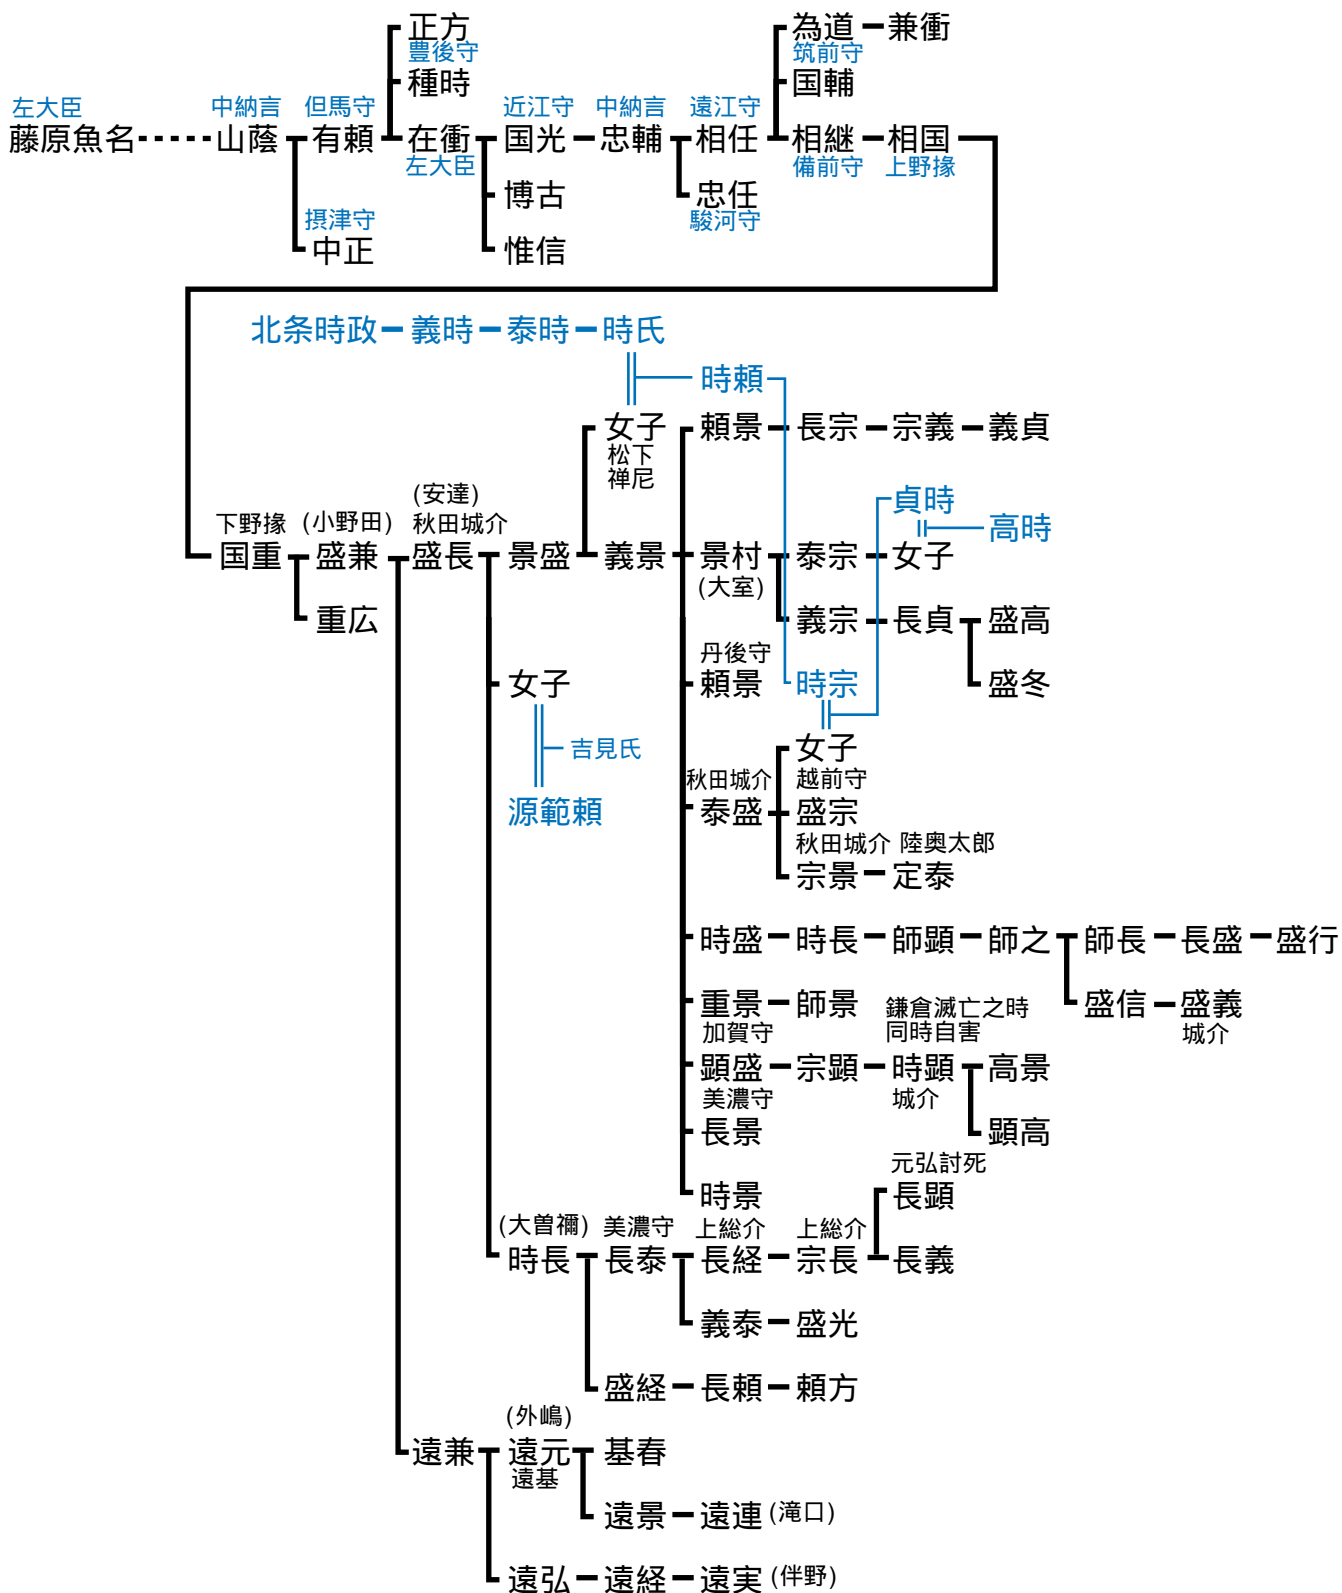 正方
為道
兼衝
豊後守
筑前守
種時
国輔
左大臣
中納言
但馬守
近江守
中納言
遠江守
藤原魚名
山蔭
有頼
在衝
国光
忠輔
相任
相継
相国
左大臣
備前守
上野掾
博古
忠任
摂津守
駿河守
中正
惟信
北条時政
義時
泰時
時氏
時頼
女子
頼景
長宗
宗義
義貞
松下
禅尼
(安達)
貞時
下野掾
(小野田)
秋田城介
高時
国重
盛兼
盛長
景盛
義景
景村
泰宗
女子
(大室)
重広
義宗
長貞
盛高
丹後守
女子
頼景
時宗
盛冬
吉見氏
女子
秋田城介
越前守
源範頼
泰盛
盛宗
秋田城介
陸奥太郎
宗景
定泰
時盛
時長
師顕
師之
師長
長盛
盛行
重景
師景
鎌倉滅亡之時
盛信
盛義
加賀守
同時自害
城介
顕盛
宗顕
時顕
高景
美濃守
城介
長景
顕高
元弘討死
時景
長顕
(大曽禰)
美濃守
上総介
上総介
時長
長泰
長経
宗長
長義
義泰
盛光
盛経
長頼
頼方
(外嶋)
遠兼
遠元
基春
遠基
遠景
遠連
(滝口)
遠弘
遠経
遠実
(伴野)